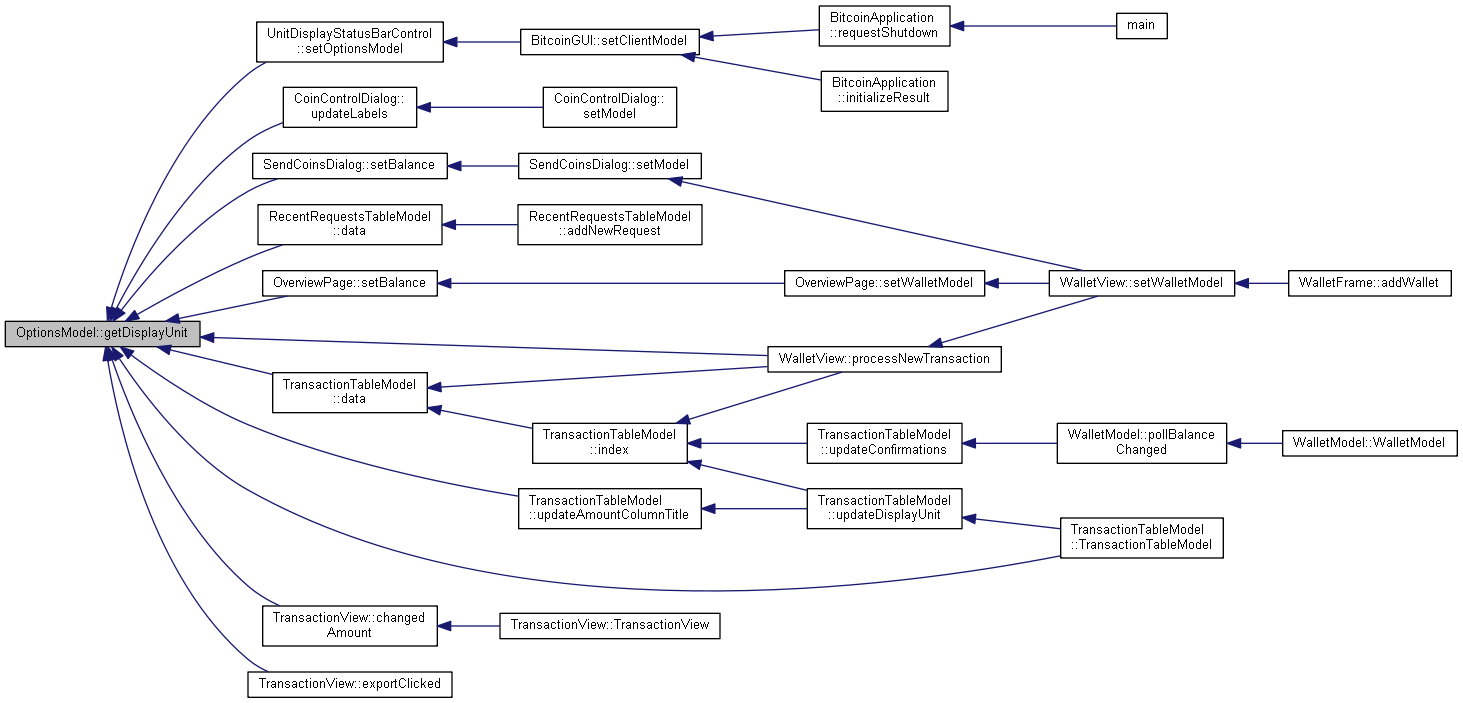 UnitDisplayStatusBarControl
::setOptionsModel
BitcoinGUI::setClientModel
BitcoinApplication
::requestShutdown
main
BitcoinApplication
::initializeResult
CoinControlDialog::
updateLabels
CoinControlDialog::
setModel
SendCoinsDialog::setBalance
SendCoinsDialog::setModel
RecentRequestsTableModel
::data
RecentRequestsTableModel
::addNewRequest
OverviewPage::setBalance
OverviewPage::setWalletModel
WalletView::setWalletModel
WalletFrame::addWallet
OptionsModel::getDisplayUnit
WalletView::processNewTransaction
TransactionTableModel
::data
TransactionTableModel
::index
TransactionTableModel
::updateConfirmations
WalletModel::pollBalance
Changed
WalletModel::WalletModel
TransactionTableModel
::updateAmountColumnTitle
TransactionTableModel
::updateDisplayUnit
TransactionTableModel
::TransactionTableModel
TransactionView::changed
Amount
TransactionView::TransactionView
TransactionView::exportClicked